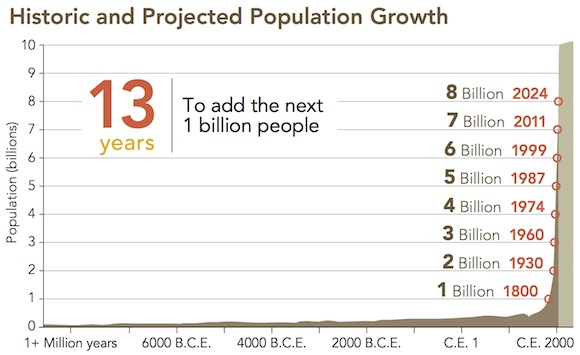 Historic and Projected Population Growth
10
9
8
7
6
5
4
3
2
1
0
Population (billions)
13
years
To add the next
1 billion people
8 Billion 2024
7 Billion 2011
6 Billion 1999
5 Billion 1987
4 Billion 1974
3 Billion 1960
2 Billion 1930
1 Billion 1800
1+ Million years 6000 B.C.E. 4000 B.C.E. 2000 B.C.E. C.E. 1 C.E. 2000